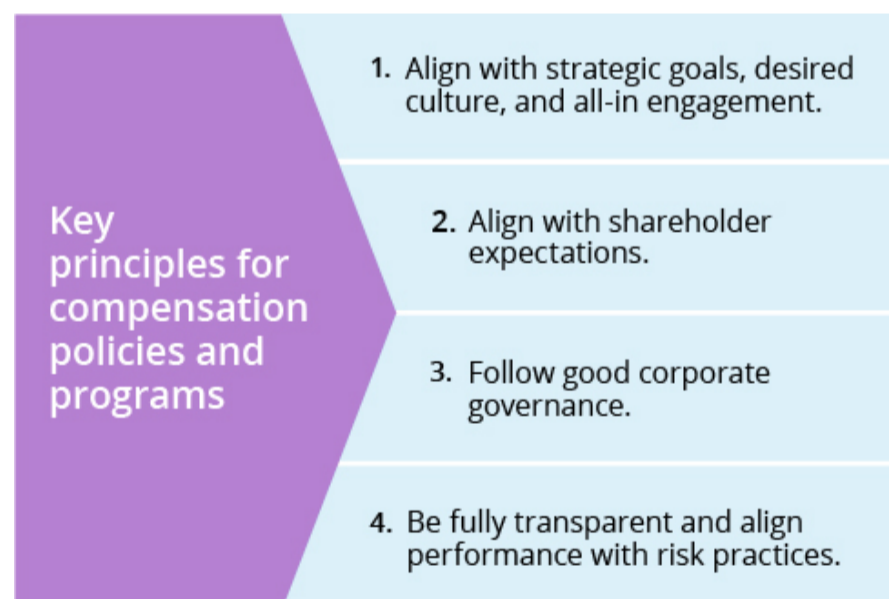 Key
principles for
compensation
policies and
programs
1. Align with strategic goals, desired
culture, and all-in engagement.
2. Align with shareholder
expectations.
3. Follow good corporate
governance.
4. Be fully transparent and align
performance with risk practices.